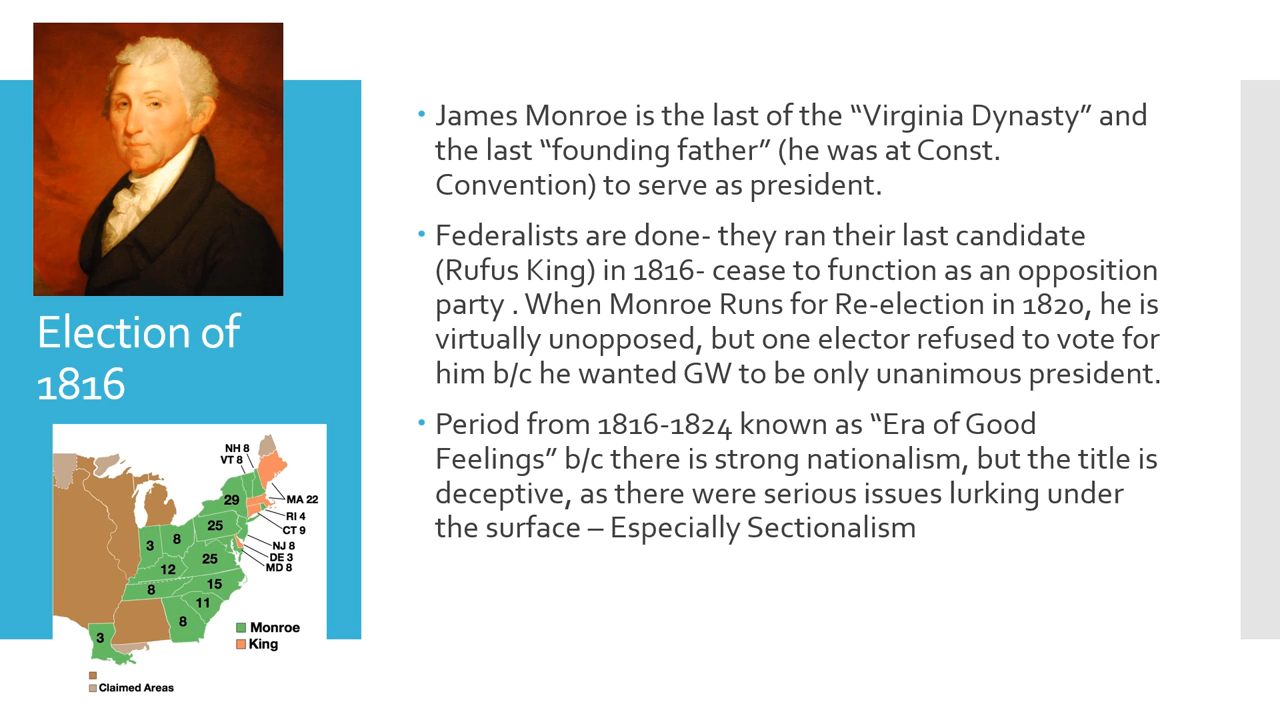 Election of
1816
• James Monroe is the last of the “Virginia Dynasty” and
the last “founding father” (he was at Const.
Convention) to serve as president.
• Federalists are done- they ran their last candidate
(Rufus King) in 1816- cease to function as an opposition
party . When Monroe Runs for Re-election in 1820, he is
virtually unopposed, but one elector refused to vote for
him b/c he wanted GW to be only unanimous president.
• Period from 1816-1824 known as “Era of Good
Feelings” b/c there is strong nationalism, but the title is
deceptive, as there were serious issues lurking under
the surface – Especially Sectionalism
NH 8
VT 8
29
MA 22
RI 4
25
CT 9
3
8
NJ 8
25
DE 3
MD 8
12
8
15
11
8
3
Monroe
King
Claimed Areas